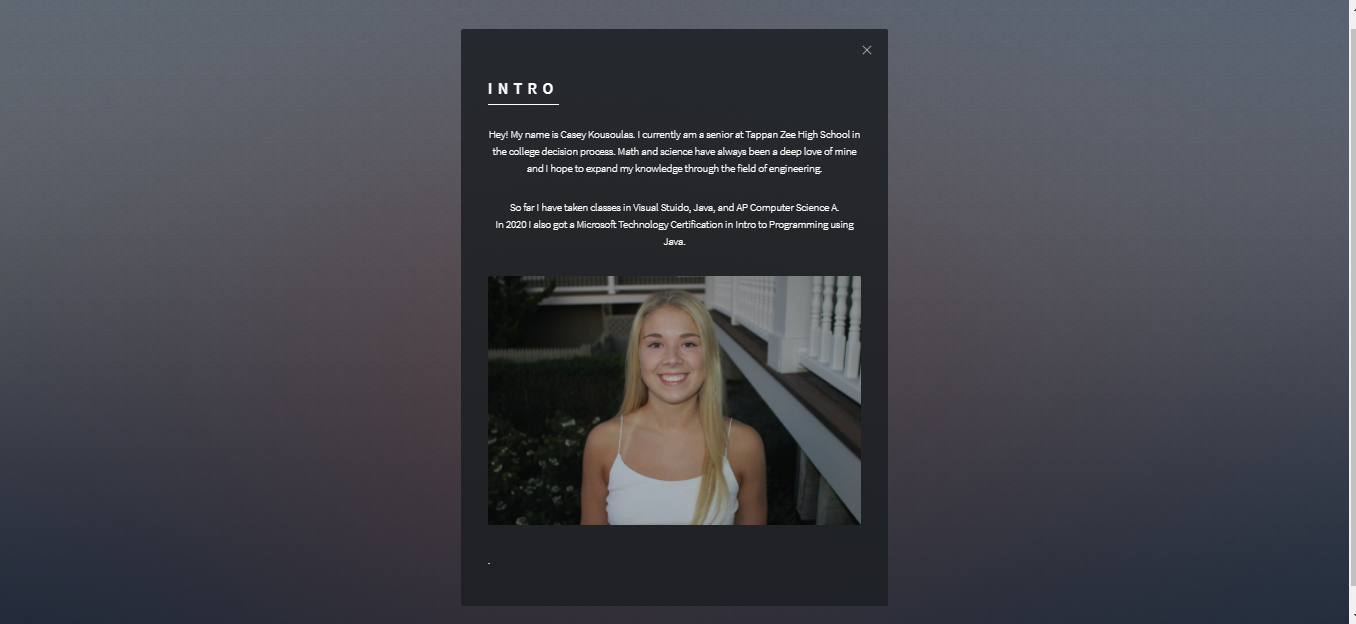 INTRO
Hey! My name is Casey Kousoulas. I currently am a senior at Tappan Zee High School in
the college decision process. Math and science have always been a deep love of mine
and I hope to expand my knowledge through the field of engineering.
So far I have taken classes in Visual Stuido, Java, and AP Computer Science A.
In 2020 I also got a Microsoft Technology Certification in Intro to Programming using
Java.
.